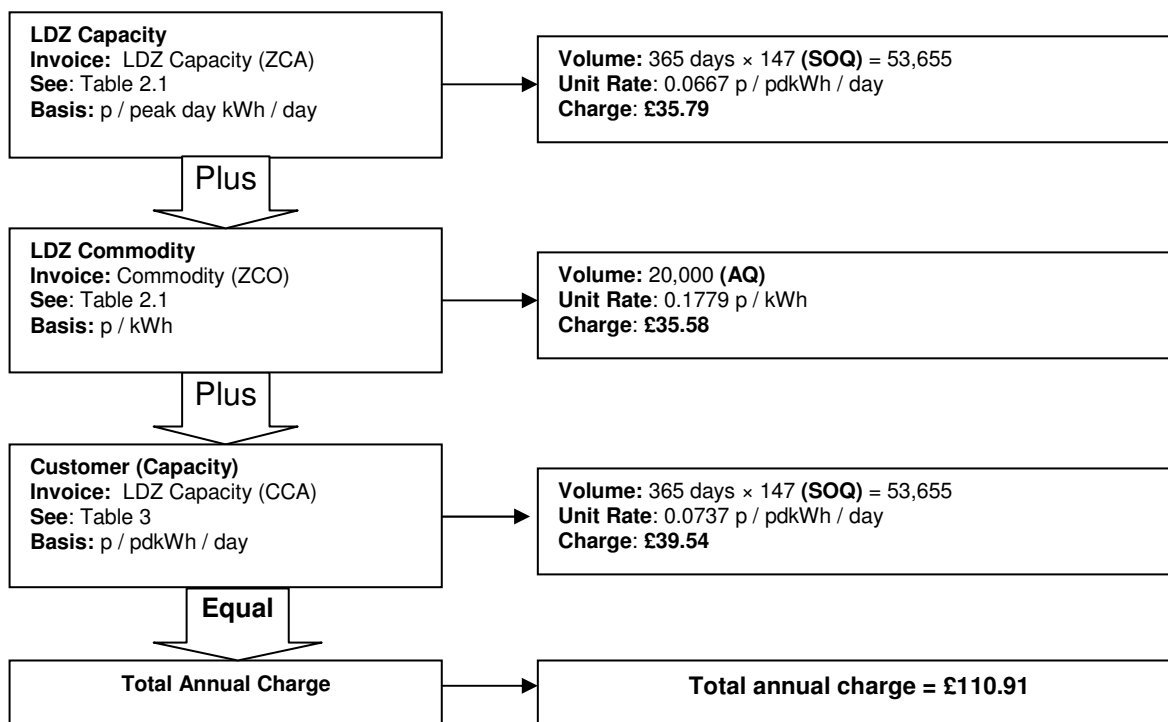 LDZ Capacity
Invoice: LDZ Capacity (ZCA)
See: Table 2.1
Basis: p / peak day kWh / day
Volume: 365 days × 147 (SOQ) = 53,655
Unit Rate: 0.0667 p / pdkWh / day
Charge: £35.79
Plus
LDZ Commodity
Invoice: Commodity (ZCO)
See: Table 2.1
Basis: p / kWh
Volume: 20,000 (AQ)
Unit Rate: 0.1779 p / kWh
Charge: £35.58
Plus
Customer (Capacity)
Invoice: LDZ Capacity (CCA)
See: Table 3
Basis: p / pdkWh / day
Volume: 365 days × 147 (SOQ) = 53,655
Unit Rate: 0.0737 p / pdkWh / day
Charge: £39.54
Equal
Total Annual Charge
Total annual charge = £110.91